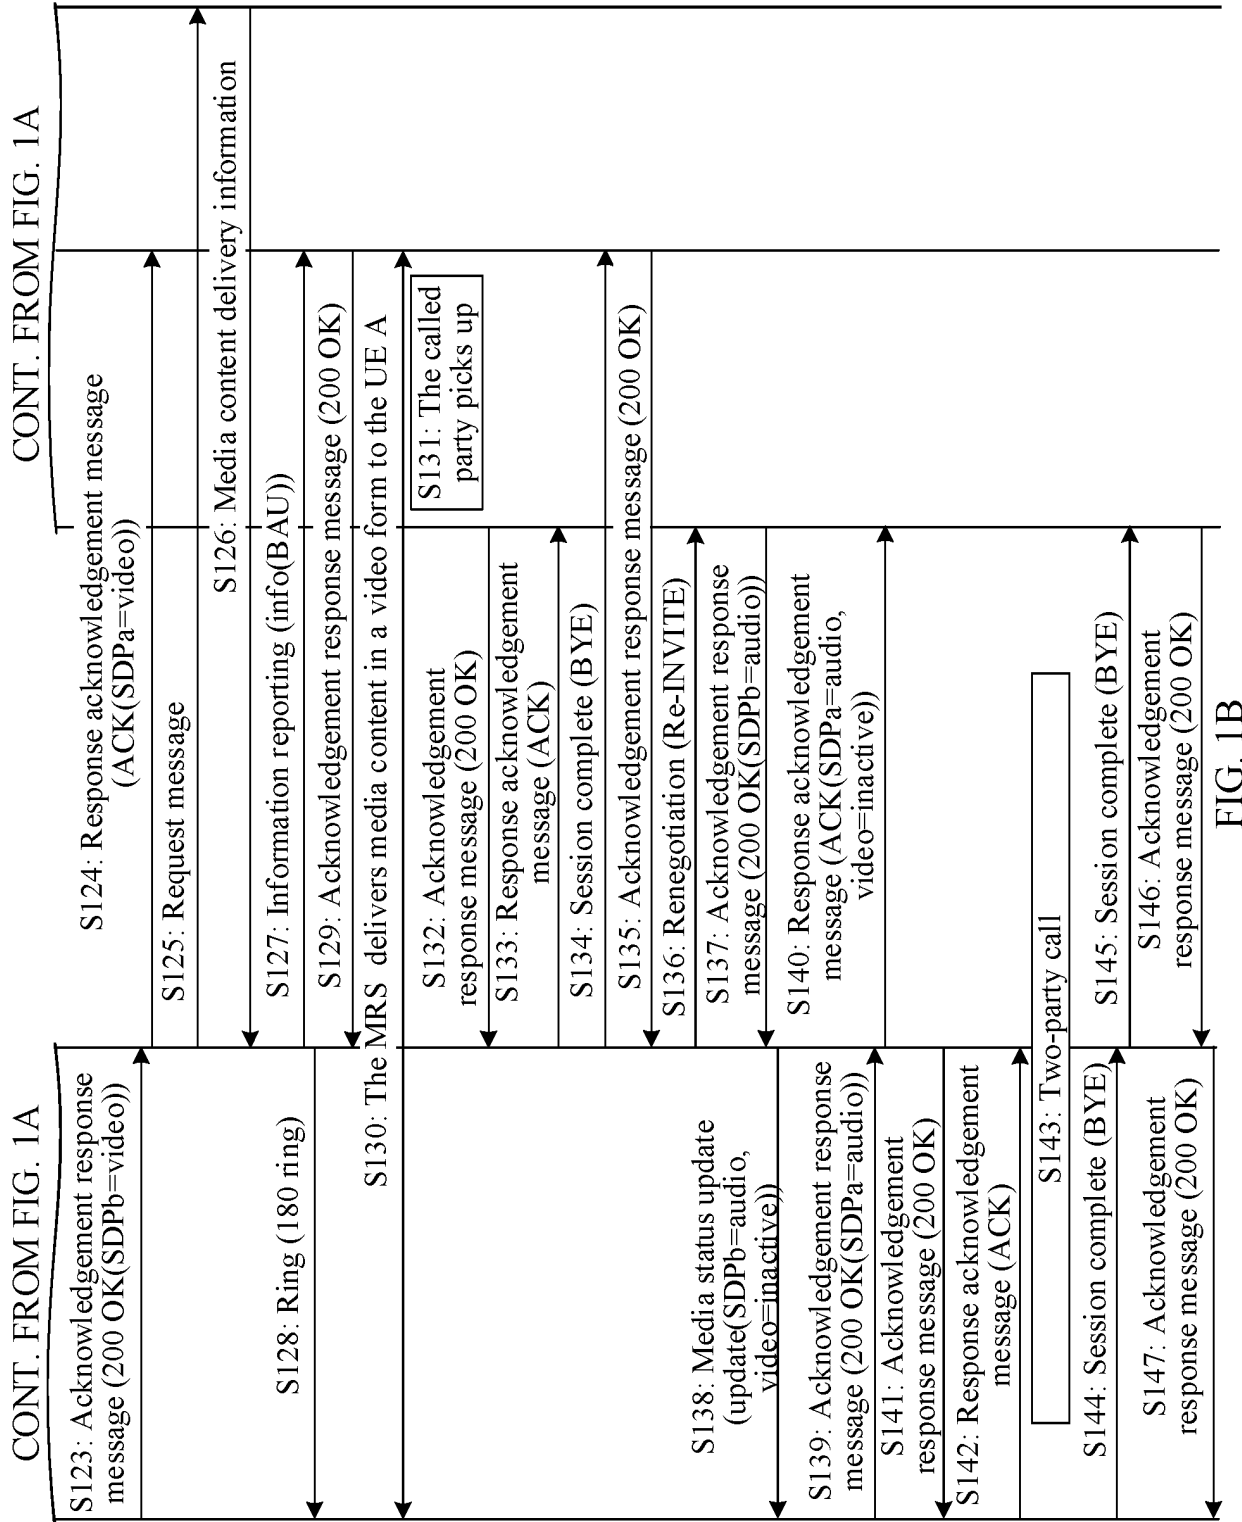 CONT. FROM FIG. 1A
CONT. FROM FIG. 1A
S123: Acknowledgement response
message (200 OK(SDPb=video))
S124: Response acknowledgement message
(ACK(SDPa=video))
S125: Request message
S126: Media content delivery information
S127: Information reporting (info(BAU))
S128: Ring (180 ring)
S129: Acknowledgement response message (200 OK)
S130: The MRS delivers media content in a video form to the UE A
S131: The called
party picks up
S132: Acknowledgement
response message (200 OK)
S133: Response acknowledgement
message (ACK)
S134: Session complete (BYE)
S135: Acknowledgement response message (200 OK)
S136: Renegotiation (Re-INVITE)
S137: Acknowledgement response
message (200 OK(SDPb=audio))
S138: Media status update
(update(SDPb=audio,
video=inactive))
S139: Acknowledgement response
message (200 OK(SDPa=audio))
S140: Response acknowledgement
message (ACK(SDPa=audio,
video=inactive))
S141: Acknowledgement
response message (200 OK)
S142: Response acknowledgement
message (ACK)
S143: Two-party call
S144: Session complete (BYE)
S145: Session complete (BYE)
S146: Acknowledgement
response message (200 OK)
S147: Acknowledgement
response message (200 OK)
FIG. 1B